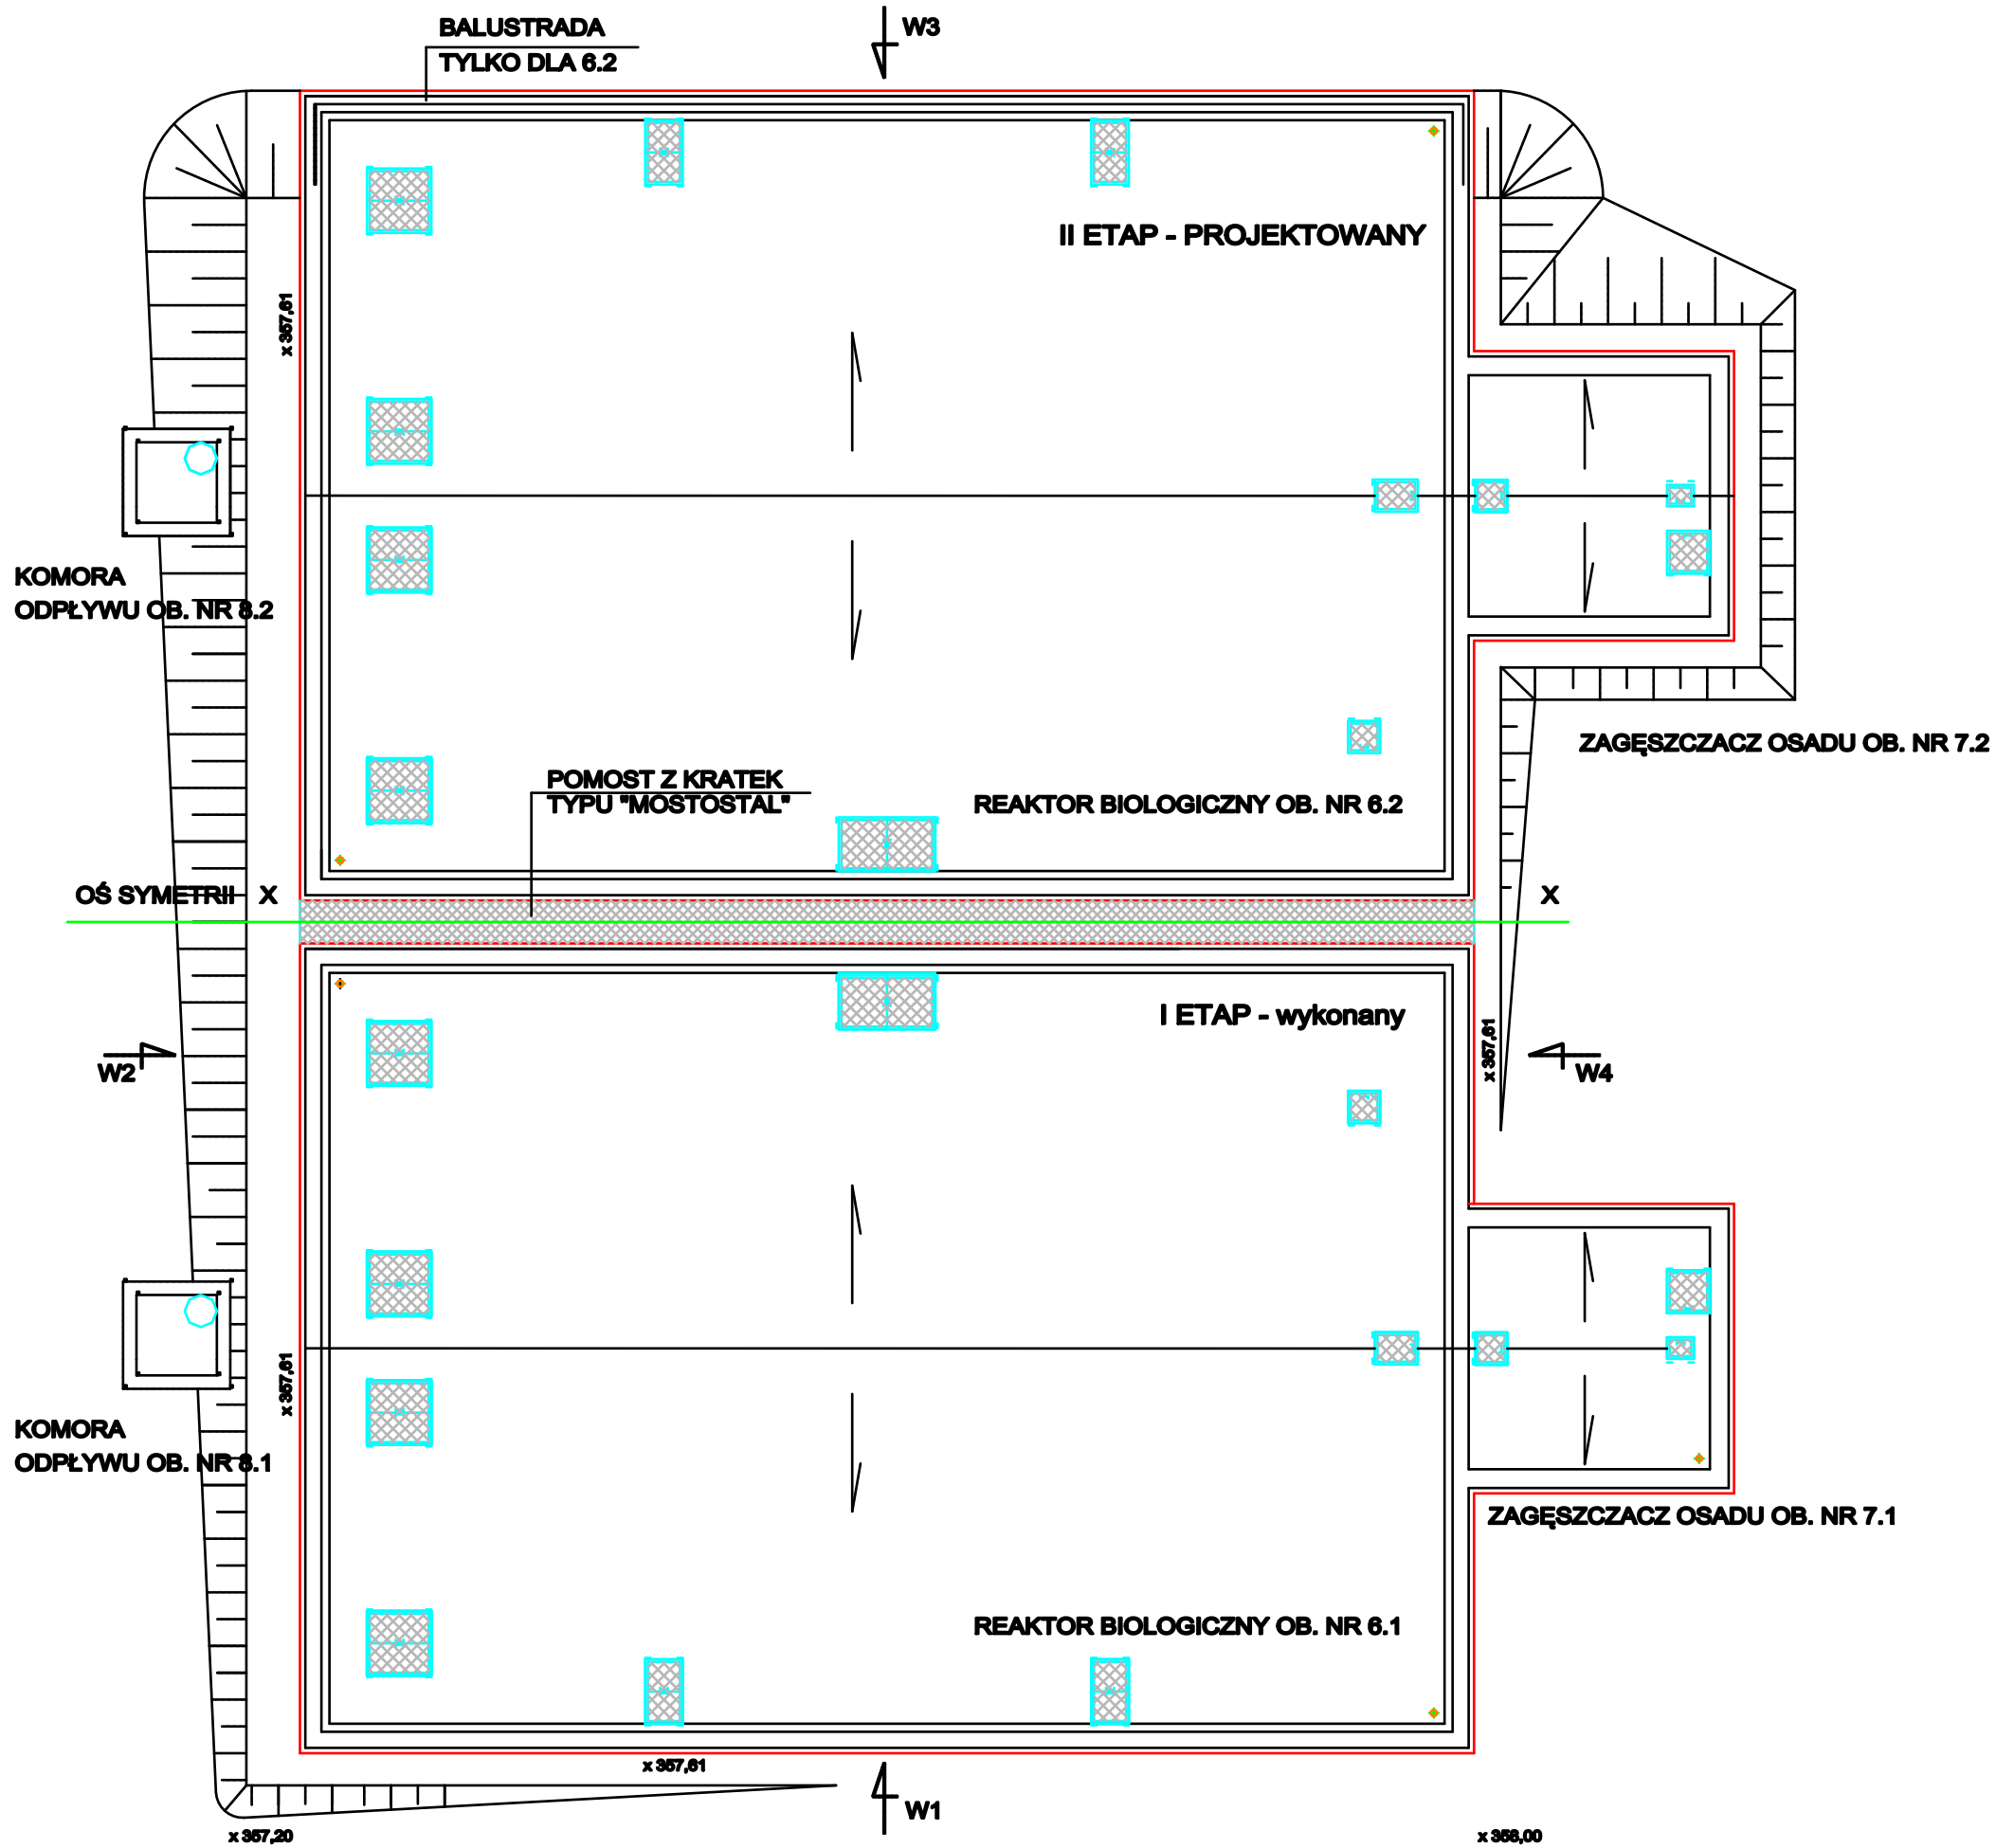 BALUSTRADA
TYLKO DLA 6.2
W3
II ETAP - PROJEKTOWANY
x 357,61
KOMORA
ODPŁYWU OB. NR 8.2
ZAGĘSZCZACZ OSADU OB. NR 7.2
POMOST Z KRATEK
TYPU "MOSTOSTAL"
REAKTOR BIOLOGICZNY OB. NR 6.2
OŚ SYMETRII X
X
I ETAP - wykonany
x 357,61
W2
W4
x 357,61
KOMORA
ODPŁYWU OB. NR 8.1
ZAGĘSZCZACZ OSADU OB. NR 7.1
REAKTOR BIOLOGICZNY OB. NR 6.1
x 357,61
W1
x 357,20
x 358,00